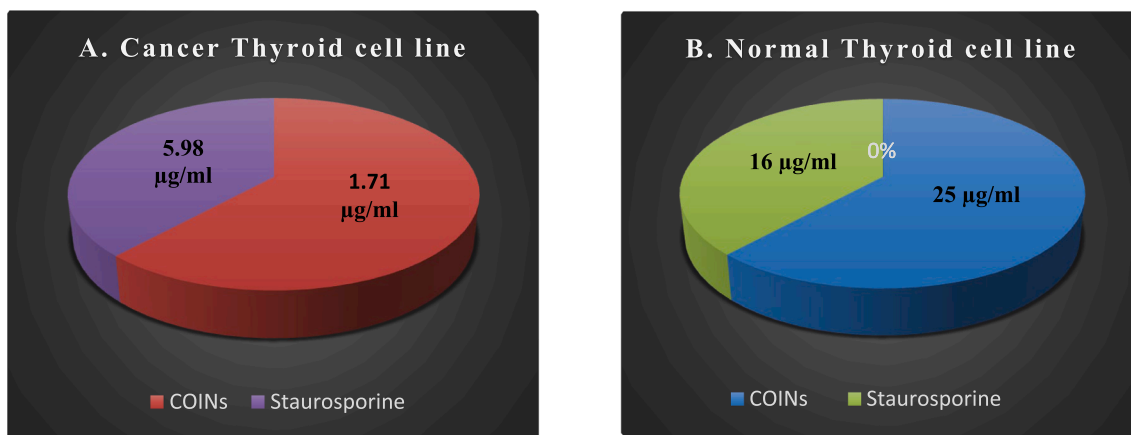 A. Cancer Thyroid cell line
5.98
µg/ml
1.71
µg/ml
COINs Staurosporine
B. Normal Thyroid cell line
0%
16 µg/ml
25 µg/ml
COINs Staurosporine